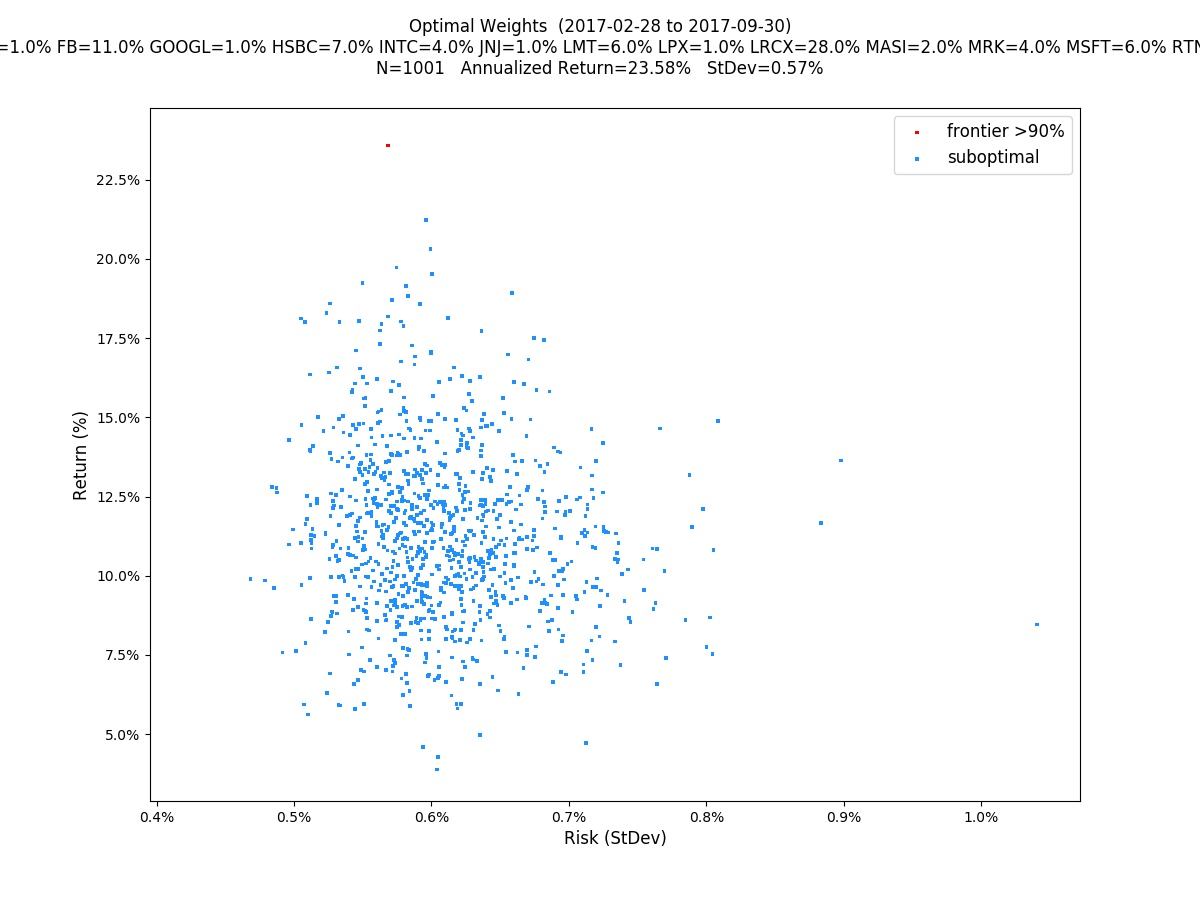 Optimal Weights (2017-02-28 to 2017-09-30)
=1.0% FB=11.0% GOOGL=1.0% HSBC=7.0% INTC=4.0% JNJ=1.0% LMT=6.0% LPX=1.0% LRCX=28.0% MASI=2.0% MRK=4.0% MSFT=6.0% RTN
N=1001 Annualized Return=23.58% StDev=0.57%
frontier >90%
suboptimal
22.5%
20.0%
17.5%
15.0%
12.5%
10.0%
7.5%
5.0%
Return (%)
0.4% 0.5% 0.6% 0.7% 0.8% 0.9% 1.0%
Risk (StDev)